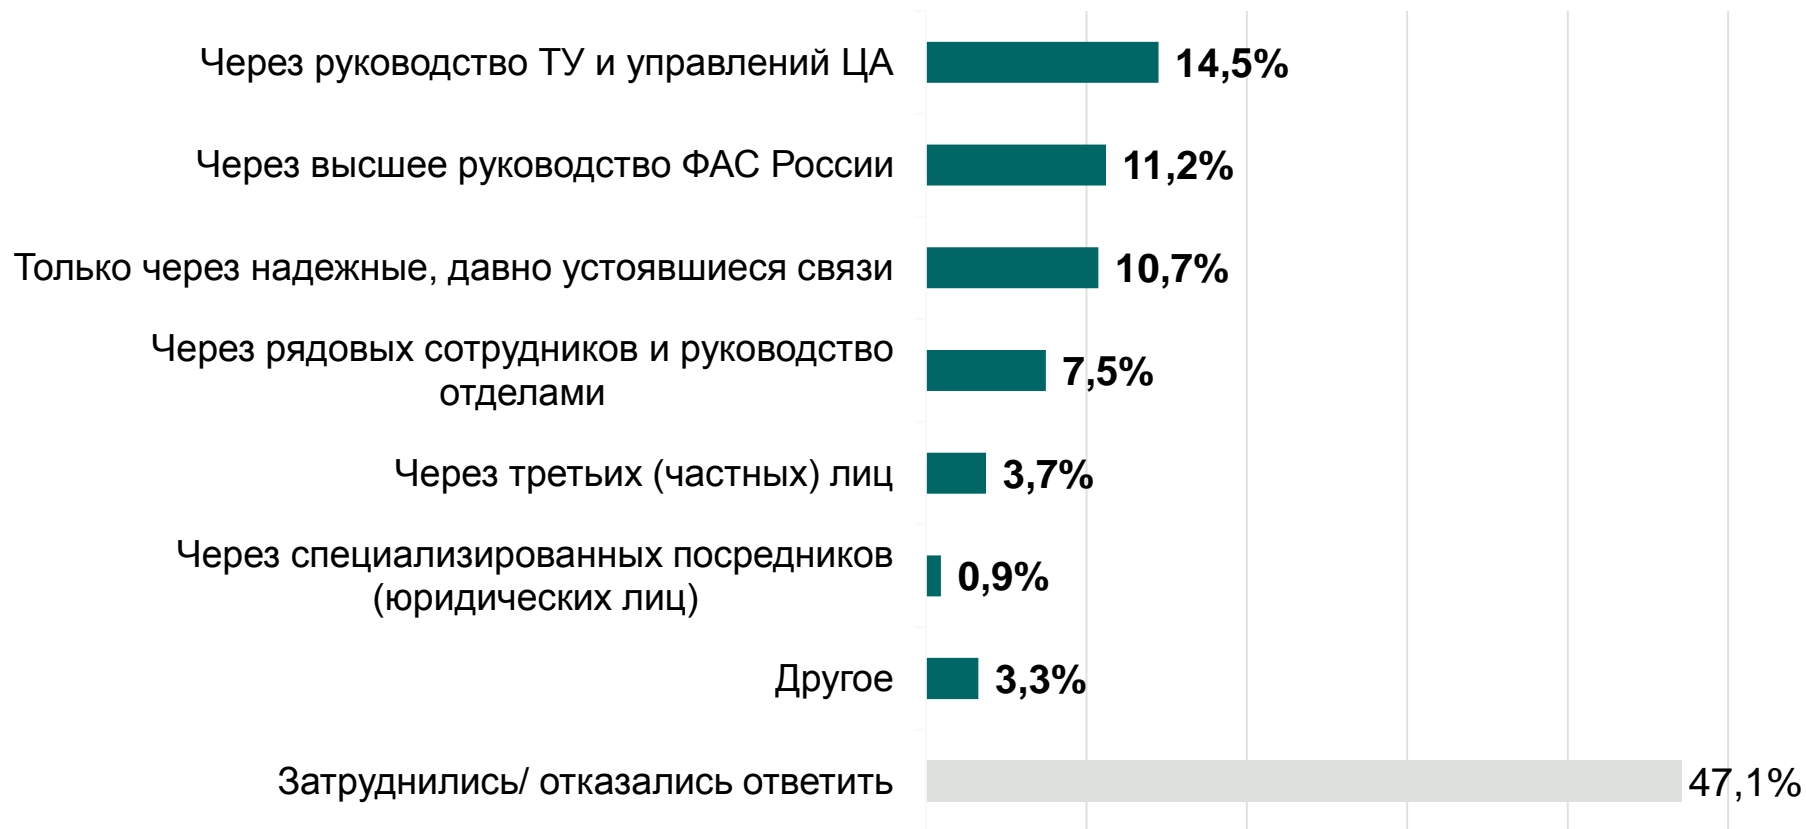 Через руководство ТУ и управлений ЦА
14,5%
Через высшее руководство ФАС России
11,2%
Только через надежные, давно устоявшиеся связи
10,7%
Через рядовых сотрудников и руководство
отделами
7,5%
Через третьих (частных) лиц
3,7%
Через специализированных посредников
(юридических лиц)
0,9%
Другое
3,3%
Затруднились/ отказались ответить
47,1%